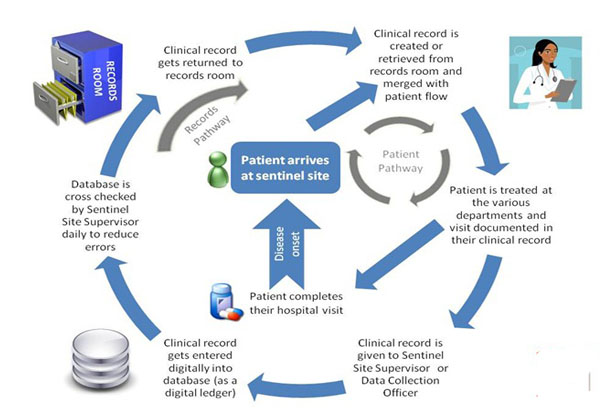 RECORDS
ROOM
Clinical record
gets returned to
records room
Clinical record is
created or
retrieved from
records room and
merged with
patient flow
Records
Pathway
Patient arrives
at sentinel site
Patient
Pathway
Database is
cross checked
by Sentinel
Site Supervisor
daily to reduce
errors
Patient is treated at
the various
departments and
visit documented in
their clinical record
Disease
onset
Patient completes
their hospital visit
Clinical record
gets entered
digitally into
database (as a
digital ledger)
Clinical record is
given to Sentinel
Site Supervisor or
Data Collection
Officer